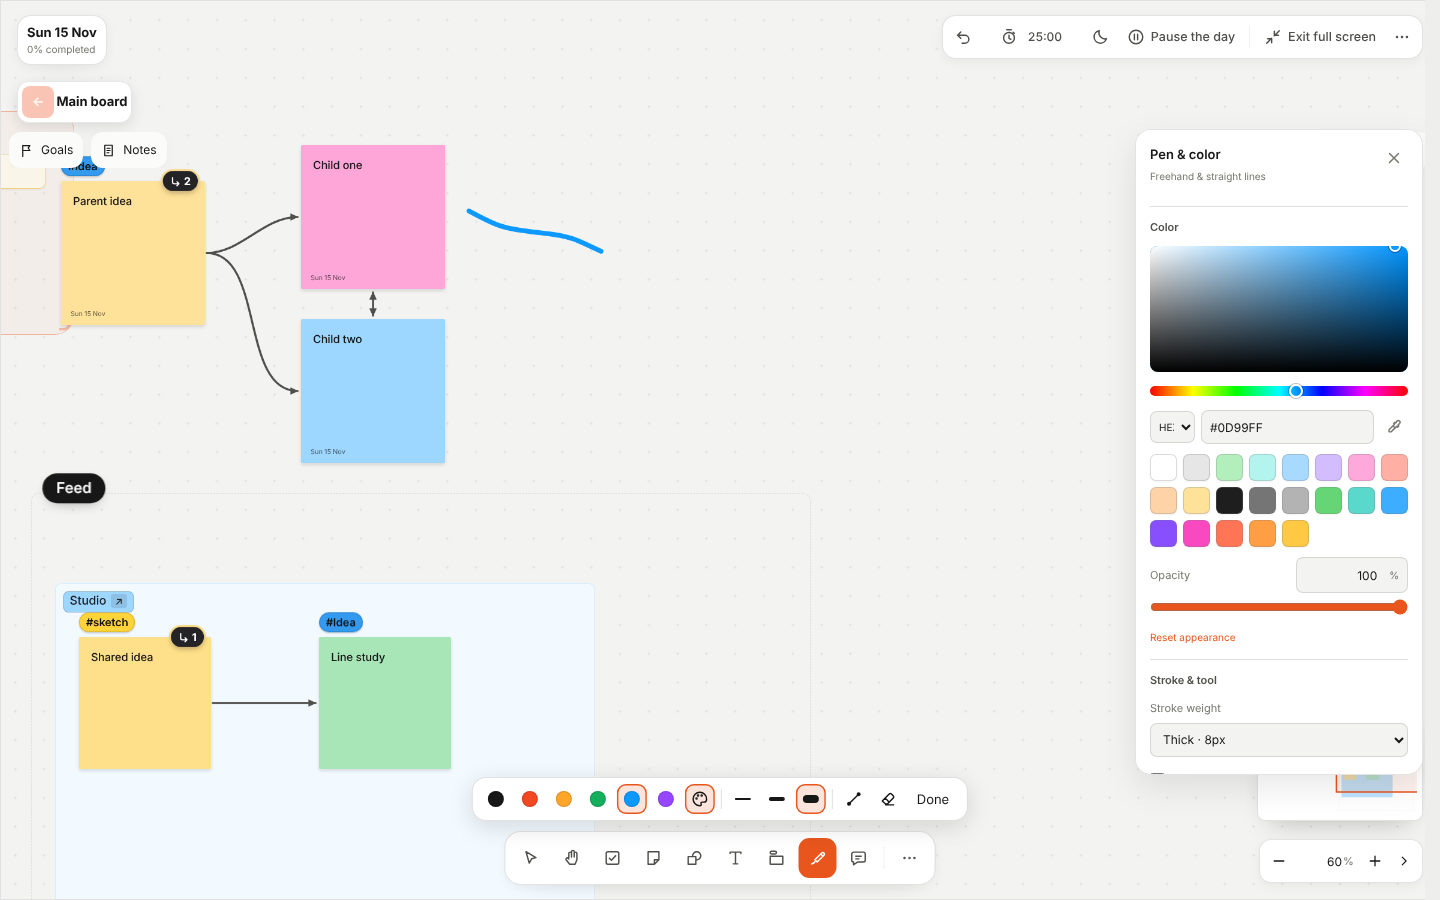 Sun 15 Nov
0% completed
25:00
Pause the day
Exit full screen
Main board
Goals
Notes
#Idea
2
Parent idea
Sun 15 Nov
Child one
Sun 15 Nov
Child two
Sun 15 Nov
Feed
Studio
#sketch
1
Shared idea
#Idea
Line study
Pen & color
Freehand & straight lines
Color
HE
#0D99FF
Opacity
100 %
Reset appearance
Stroke & tool
Stroke weight
Thick · 8px
Done
60%